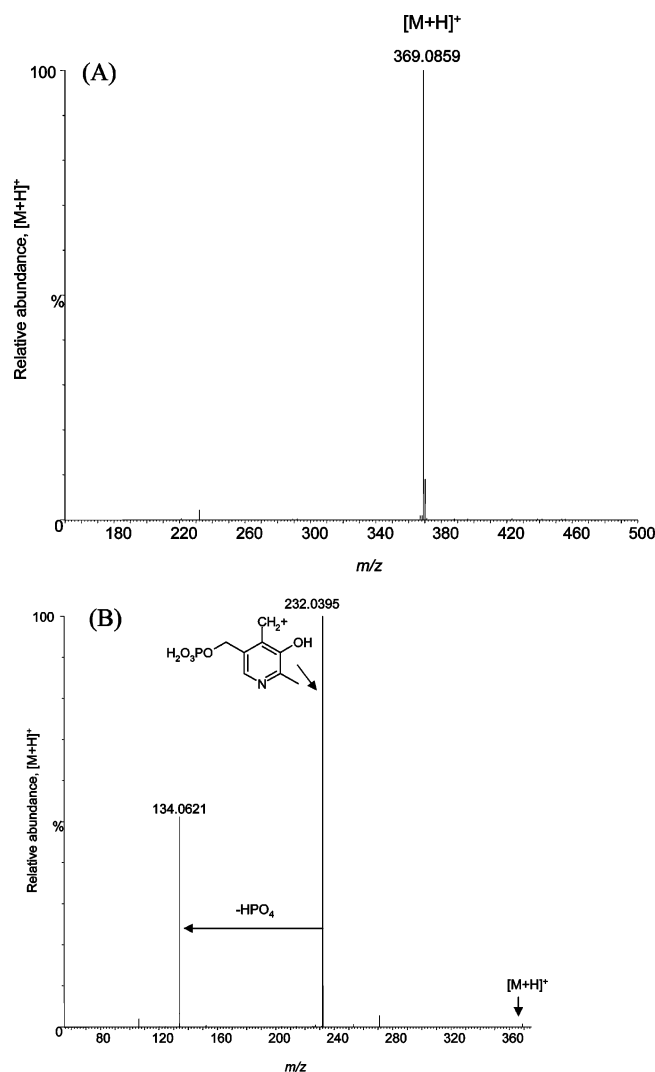 [M+H]⁺
369.0859
100
(A)
Relative abundance, [M+H]⁺
%
0
180 220 260 300 340 380 420 460 500
m/z
232.0395
100
(B)
CH₂+
OH
H₂O₃PO
N
134.0621
Relative abundance, [M+H]⁺
%
-HPO₄
[M+H]⁺
0
80 120 160 200 240 280 320 360
m/z